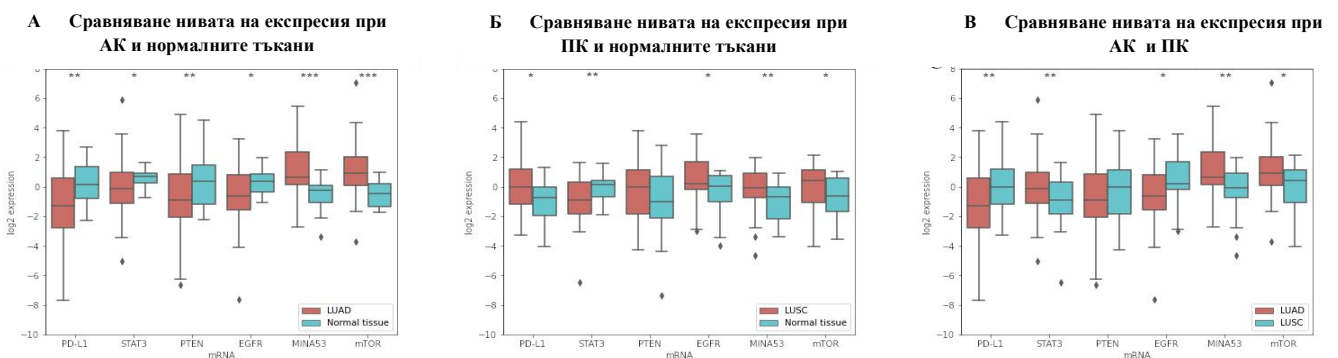 А Сравняване нивата на експресия при
АК и нормалните тъкани
** * ** * *** ***
8
6
4
2
0
−2
−4
−6
−8
−10
log2 expression
LUAD
Normal tissue
PD-L1 STAT3 PTEN EGFR MINA53 mTOR
mRNA
Б Сравняване нивата на експресия при
ПК и нормалните тъкани
* ** * ** *
8
6
4
2
0
−2
−4
−6
−8
−10
log2 expression
LUSC
Normal tissue
PD-L1 STAT3 PTEN EGFR MINA53 mTOR
mRNA
В Сравняване нивата на експресия при
АК и ПК
** ** * ** *
8
6
4
2
0
−2
−4
−6
−8
−10
log2 expression
LUAD
LUSC
PD-L1 STAT3 PTEN EGFR MINA53 mTOR
mRNA